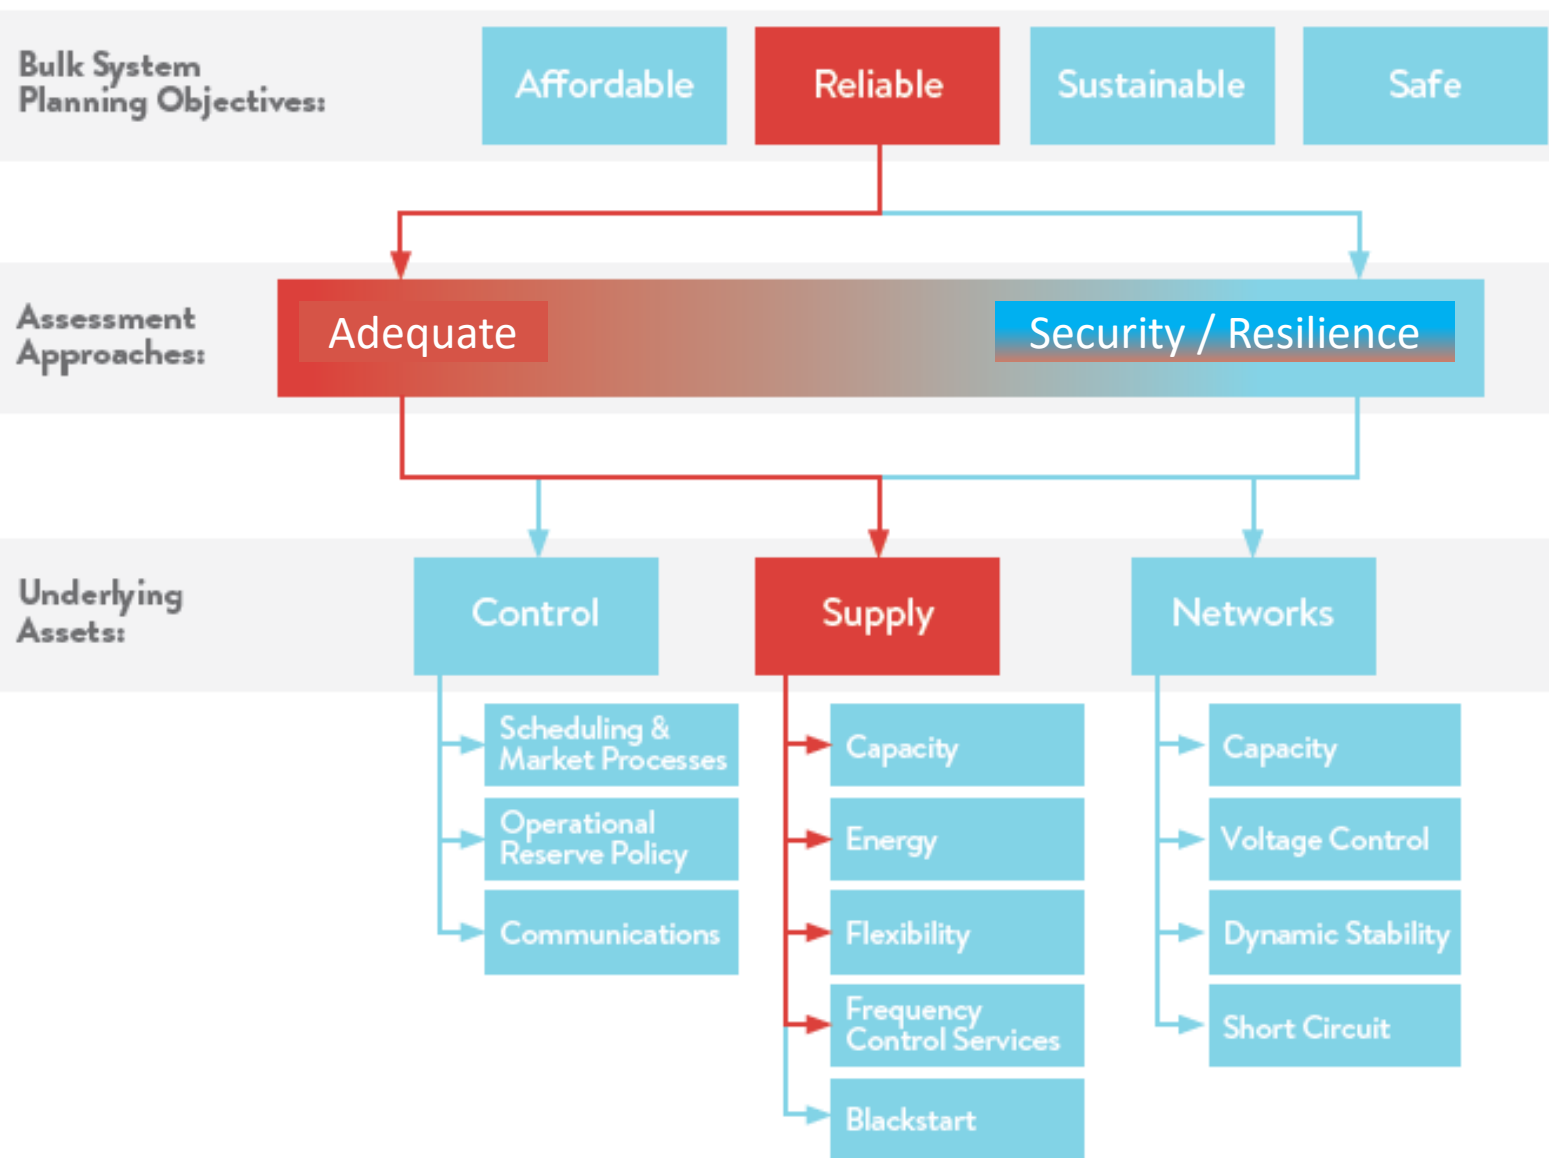 Bulk System
Planning Objectives:
Affordable
Reliable
Sustainable
Safe
Assessment
Approaches:
Adequate
Security / Resilience
Underlying
Assets:
Control
Supply
Networks
Scheduling &
Market Processes
Operational
Reserve Policy
Communications
Capacity
Energy
Flexibility
Frequency
Control Services
Blackstart
Capacity
Voltage Control
Dynamic Stability
Short Circuit